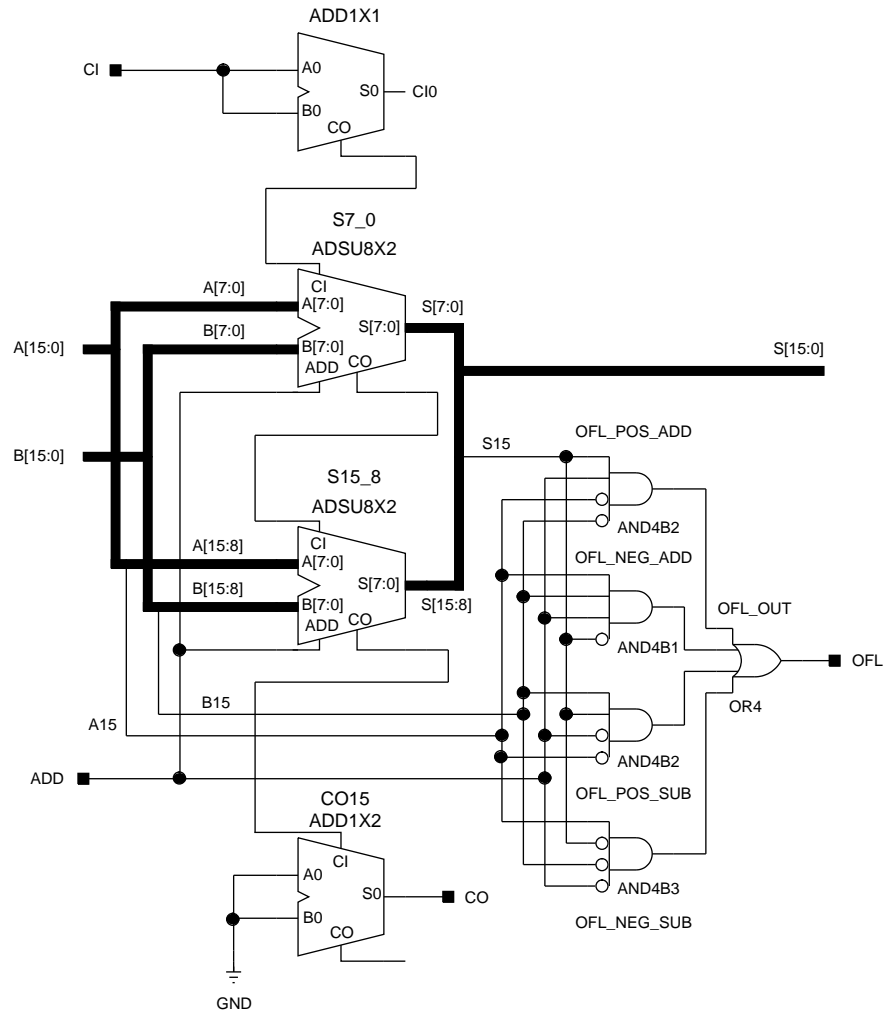 ADD1X1
CI
A0
S0
CI0
B0
CO
S7_0
ADSU8X2
A[7:0]
CI
A[7:0]
S[7:0]
B[7:0]
S[7:0]
A[15:0]
B[7:0]
S[15:0]
ADD
CO
S15
OFL_POS_ADD
B[15:0]
S15_8
ADSU8X2
AND4B2
A[15:8]
CI
A[7:0]
OFL_NEG_ADD
B[15:8]
S[7:0]
B[7:0]
S[15:8]
OFL_OUT
ADD
CO
AND4B1
OFL
B15
OR4
A15
AND4B2
ADD
OFL_POS_SUB
CO15
ADD1X2
CI
A0
S0
CO
AND4B3
B0
CO
OFL_NEG_SUB
GND